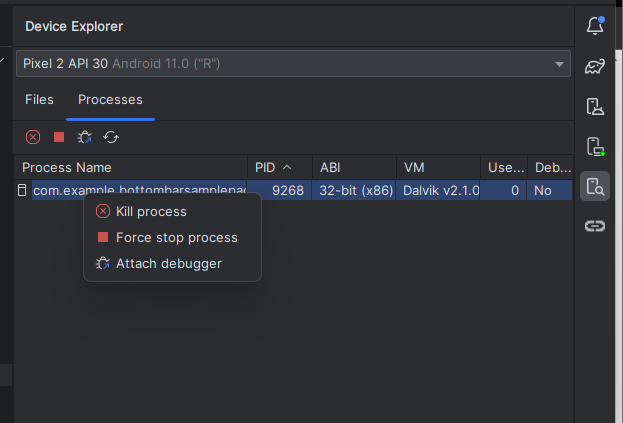 Device Explorer
Pixel 2 API 30 Android 11.0 ("R")
Files Processes
Process Name PID ABI VM Use... Deb...
com.example.bottombarsamplenav 9268 32-bit (x86) Dalvik v2.1.0 0 No
Kill process
Force stop process
Attach debugger